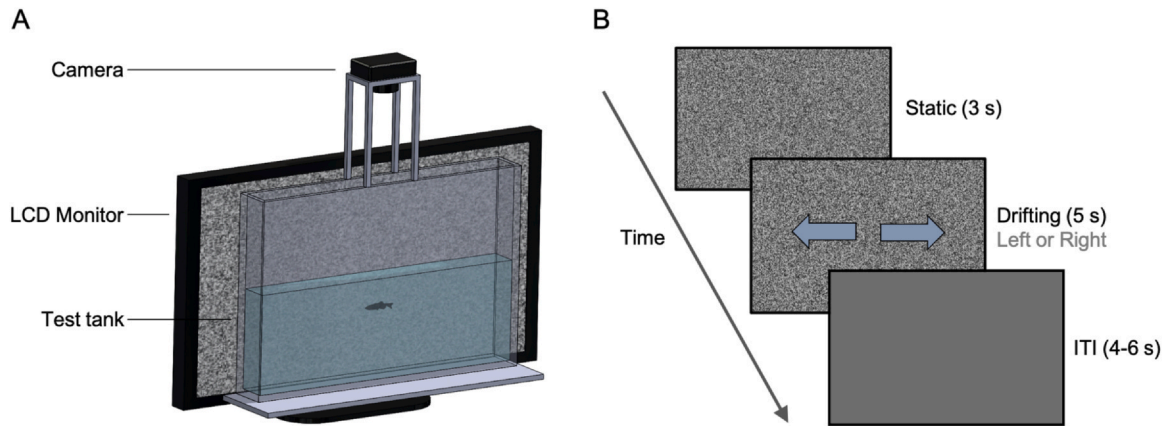 A
Camera
LCD Monitor
Test tank
B
Static (3 s)
Time
Drifting (5 s)
Left or Right
ITI (4-6 s)